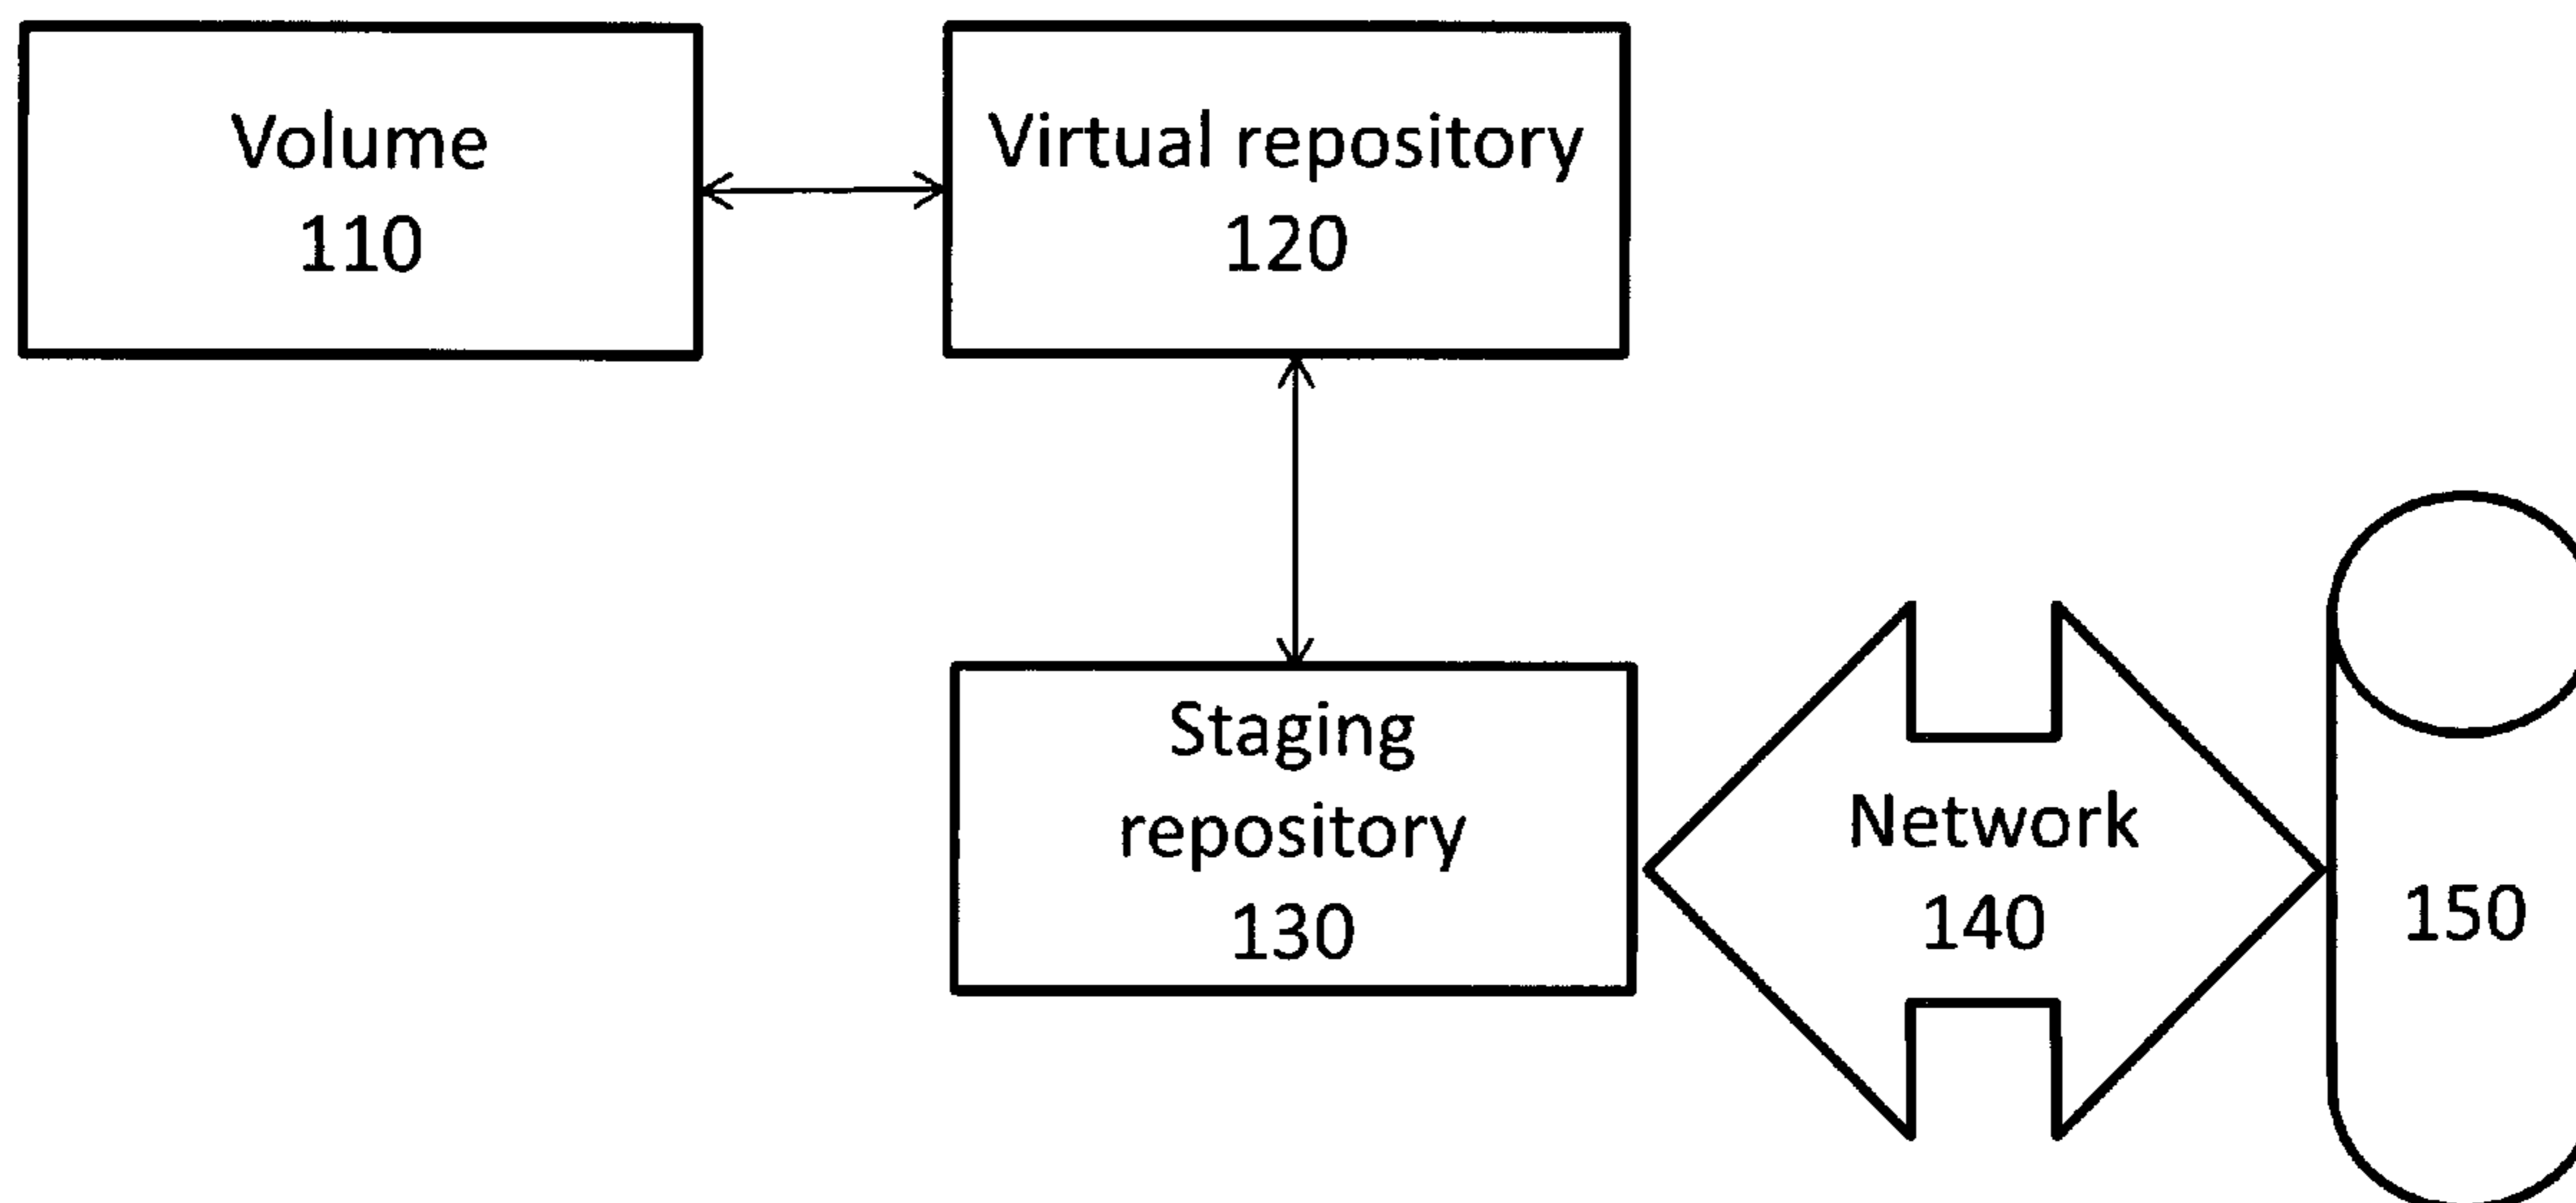 Volume
110
Virtual repository
120
Staging
repository
130
Network
140
150